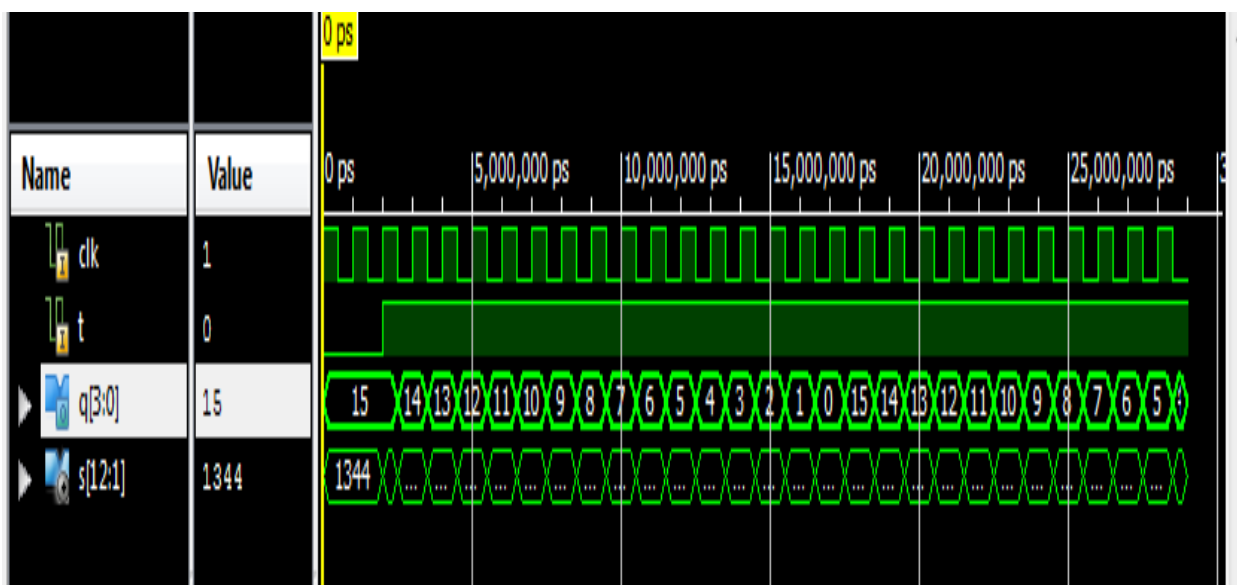 0 ps
Name Value 0 ps 5,000,000 ps 10,000,000 ps 15,000,000 ps 20,000,000 ps 25,000,000 ps
clk 1
t 0
q[3:0] 15 15 14 13 12 11 10 9 8 7 6 5 4 3 2 1 0 15 14 13 12 11 10 9 8 7 6 5
s[12:1] 1344 1344 ... ... ... ... ... ... ... ... ... ... ... ... ... ... ... ... ... ... ... ... ... ... ... ... ... ...